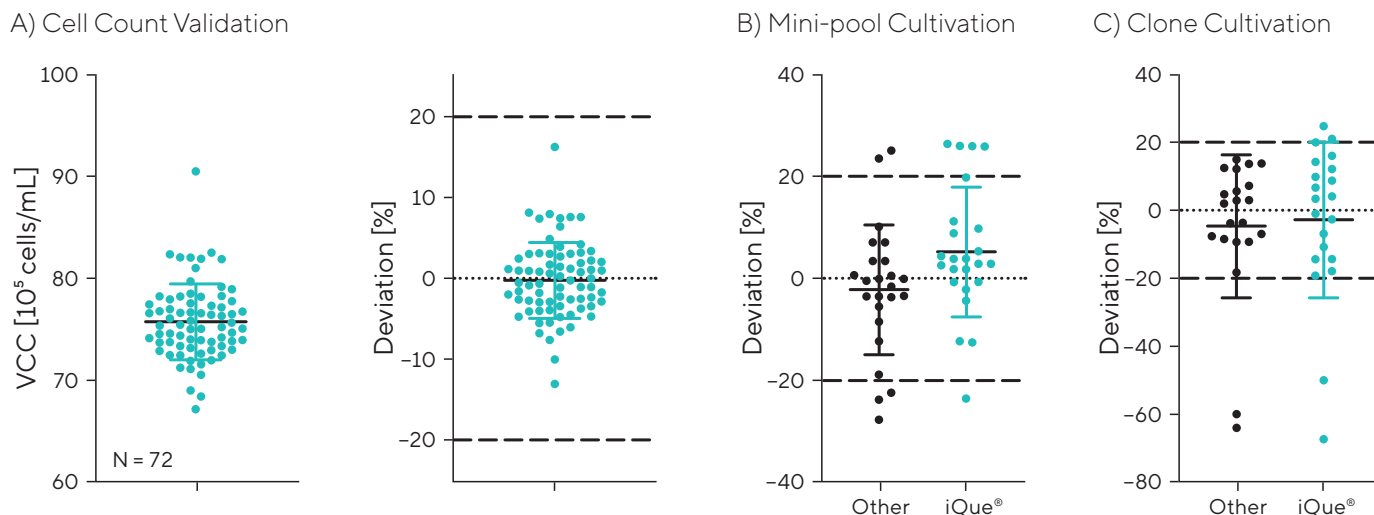 A) Cell Count Validation
VCC [10⁵ cells/mL]
100
90
80
70
60
N = 72
Deviation [%]
20
10
0
−10
−20
B) Mini-pool Cultivation
Deviation [%]
40
20
0
−20
−40
Other
iQue®
C) Clone Cultivation
Deviation [%]
40
20
0
−20
−40
−60
−80
Other
iQue®